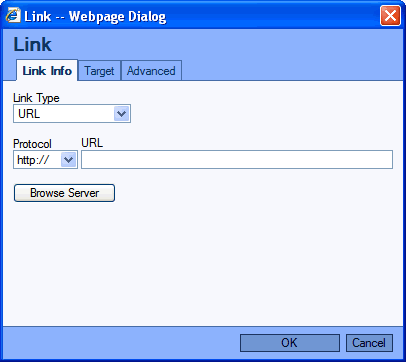 Link -- Webpage Dialog
Link
Link Info Target Advanced
Link Type
URL
Protocol URL
http://
Browse Server
OK Cancel